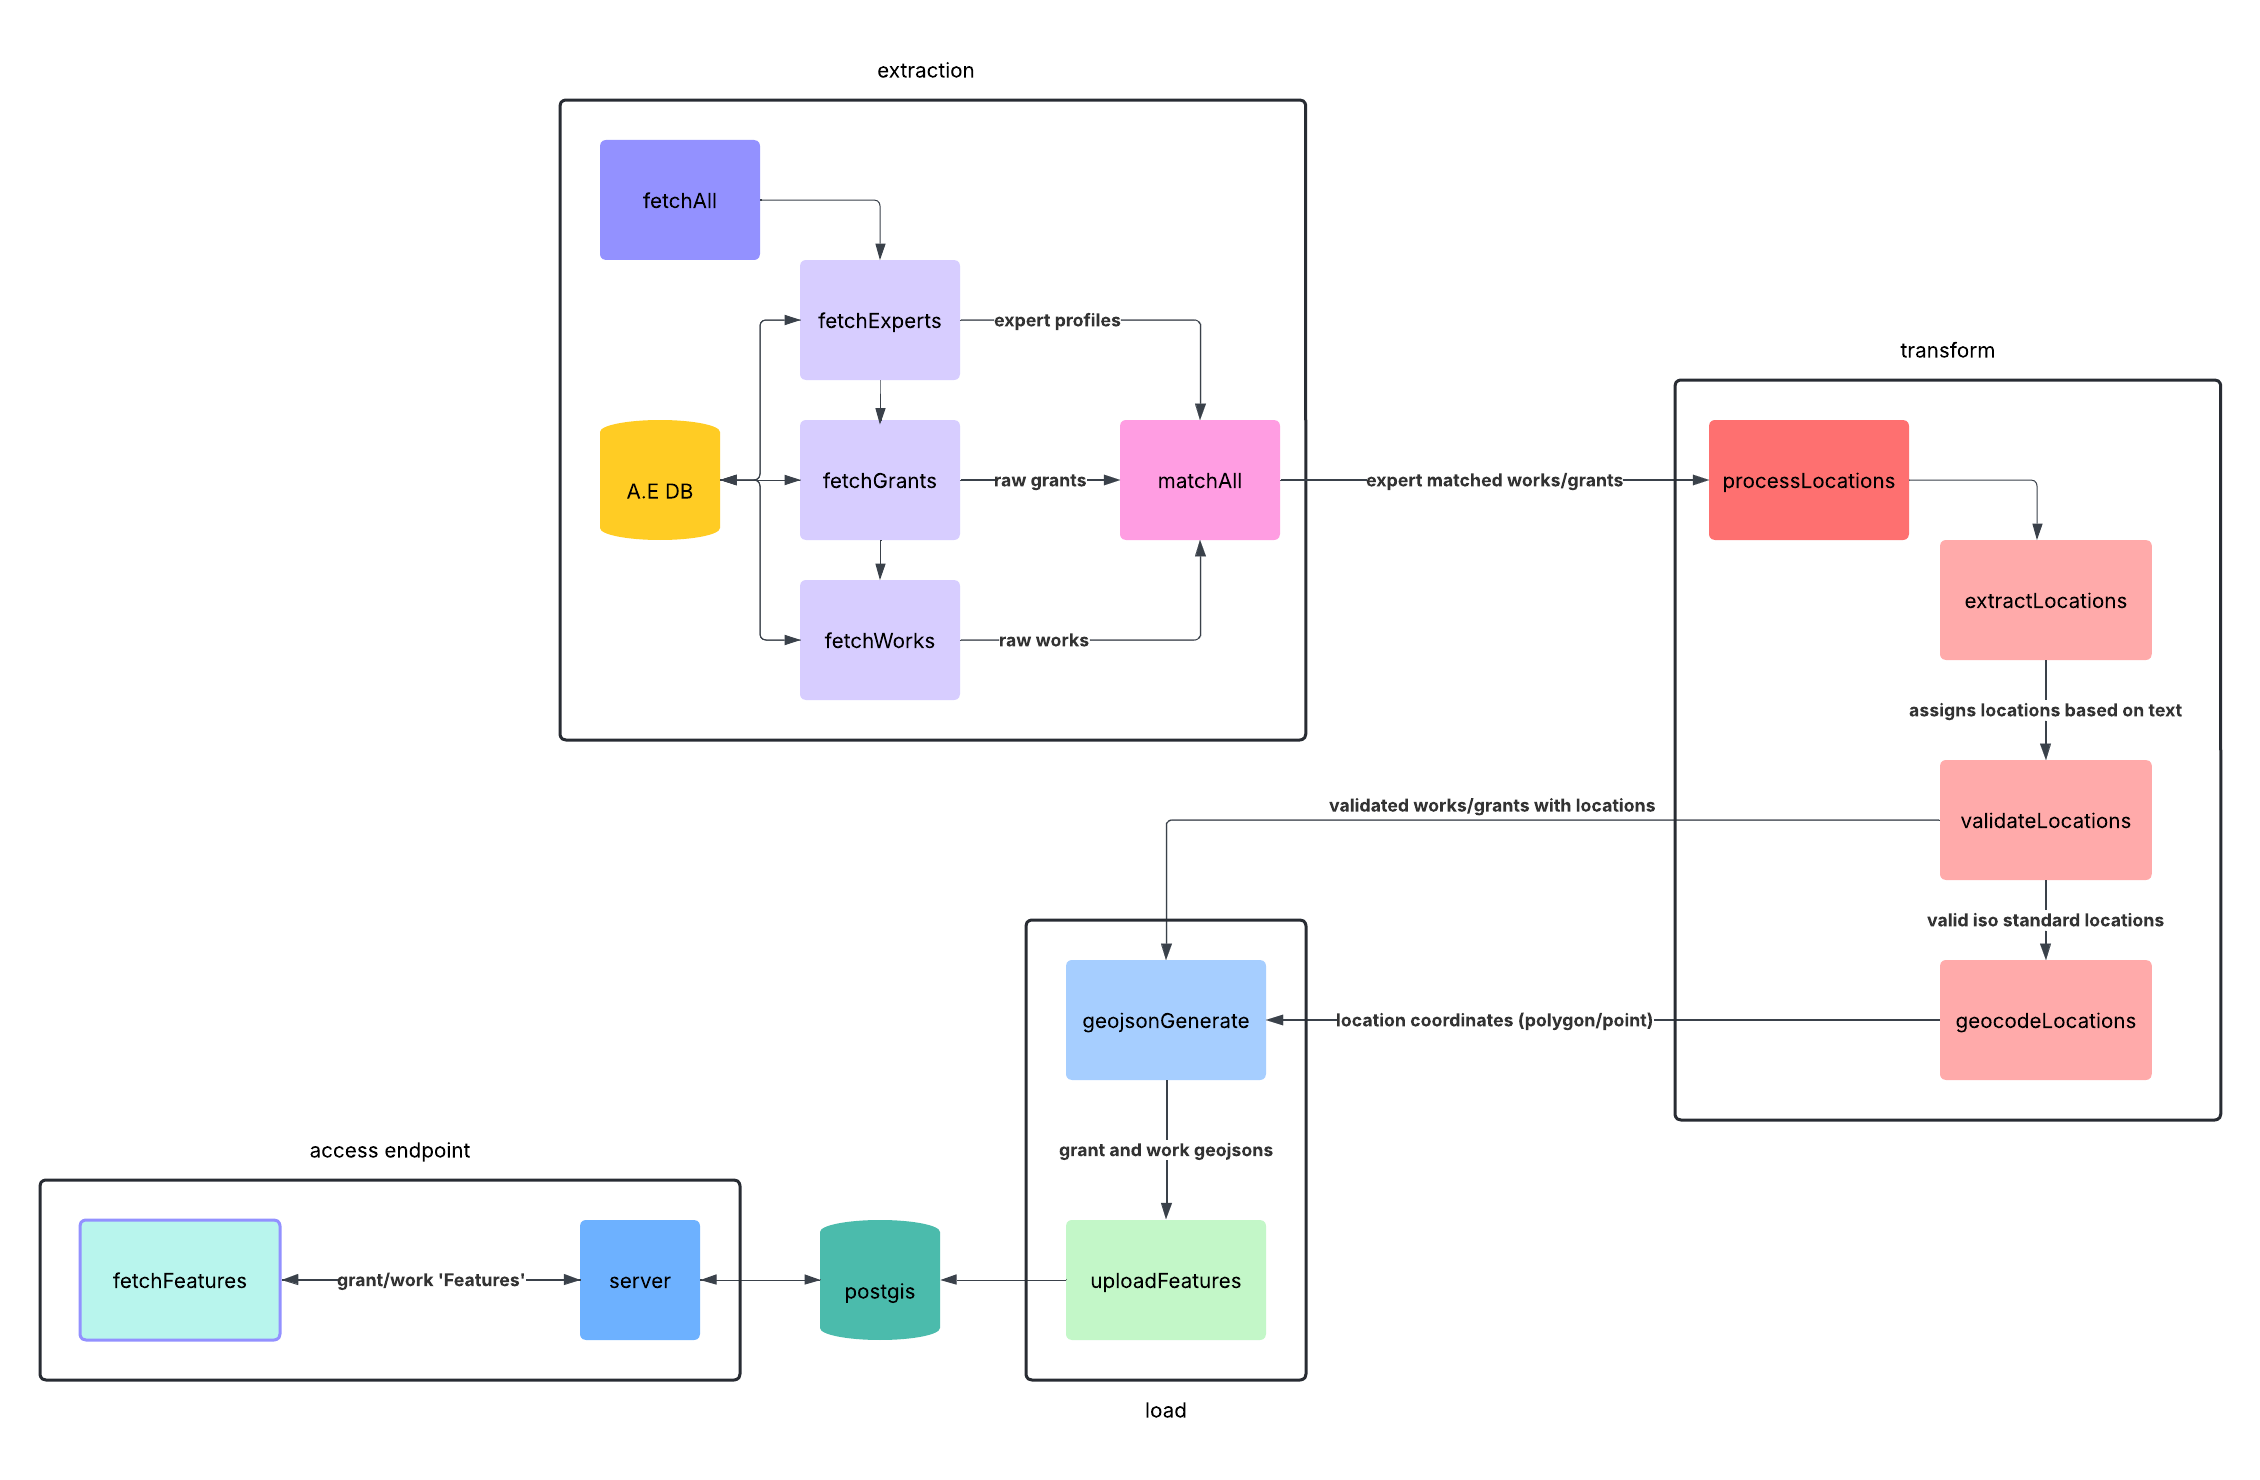 extraction
fetchAll
fetchExperts
expert profiles
A.E DB
fetchGrants
raw grants
matchAll
fetchWorks
raw works
expert matched works/grants
transform
processLocations
extractLocations
assigns locations based on text
validateLocations
validated works/grants with locations
valid iso standard locations
geocodeLocations
location coordinates (polygon/point)
geojsonGenerate
grant and work geojsons
uploadFeatures
load
postgis
access endpoint
server
grant/work 'Features'
fetchFeatures